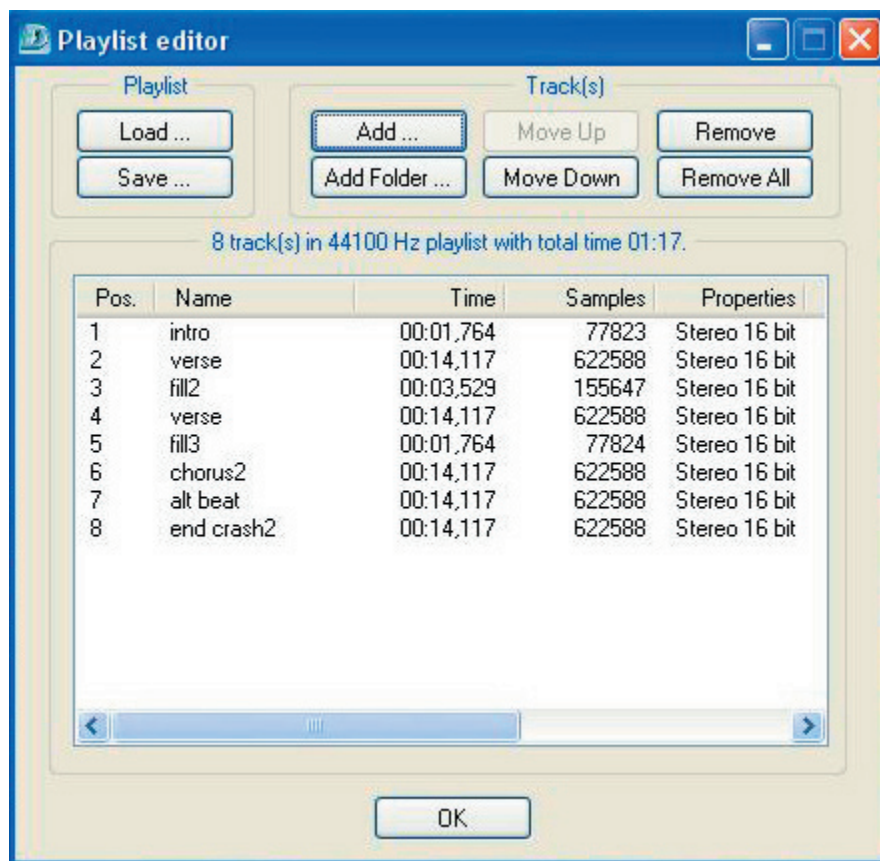 Playlist editor
Playlist
Track(s)
Load ...
Add ...
Move Up
Remove
Save ...
Add Folder ...
Move Down
Remove All
8 track(s) in 44100 Hz playlist with total time 01:17.
Pos. Name Time Samples Properties
1 intro 00:01,764 77823 Stereo 16 bit
2 verse 00:14,117 622588 Stereo 16 bit
3 fill2 00:03,529 155647 Stereo 16 bit
4 verse 00:14,117 622588 Stereo 16 bit
5 fill3 00:01,764 77824 Stereo 16 bit
6 chorus2 00:14,117 622588 Stereo 16 bit
7 alt beat 00:14,117 622588 Stereo 16 bit
8 end crash2 00:14,117 622588 Stereo 16 bit
OK